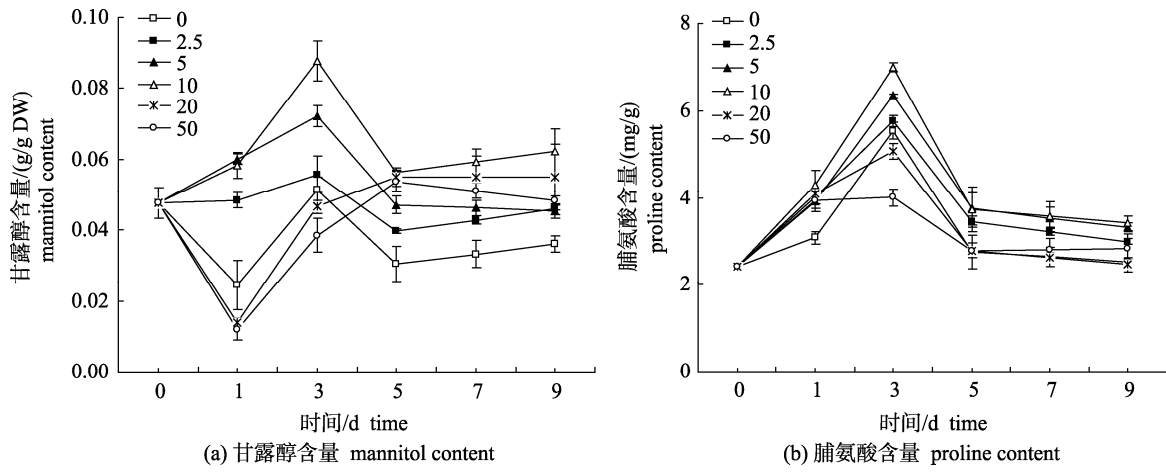 0.10
0.08
0.06
0.04
0.02
0.00
甘露醇含量/(g/g DW)
mannitol content
0
2.5
5
10
20
50
0 1 3 5 7 9
时间/d time
(a) 甘露醇含量 mannitol content
8
6
4
2
0
脯氨酸含量/(mg/g)
proline content
0
2.5
5
10
20
50
0 1 3 5 7 9
时间/d time
(b) 脯氨酸含量 proline content